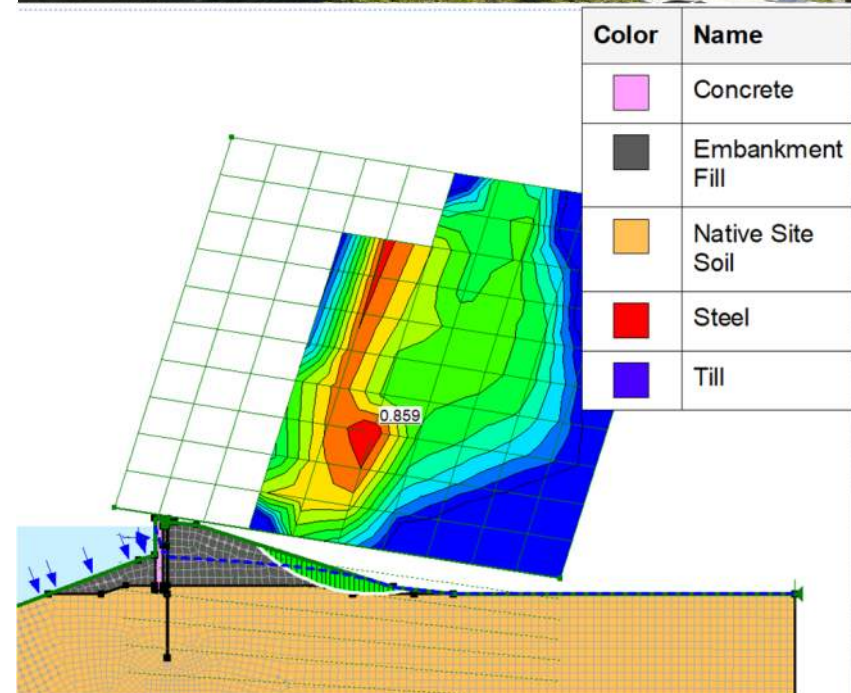 Color Name
Concrete
Embankment
Fill
Native Site
Soil
Steel
Till
0.859